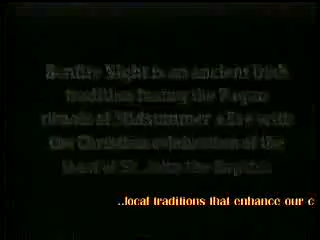 Bonfire Night is an ancient Irish
tradition fusing the Pagan
rituals of Midsummer's Eve with
the Christian celebration of the
feast of St. John the Baptist
..local traditions that enhance our c